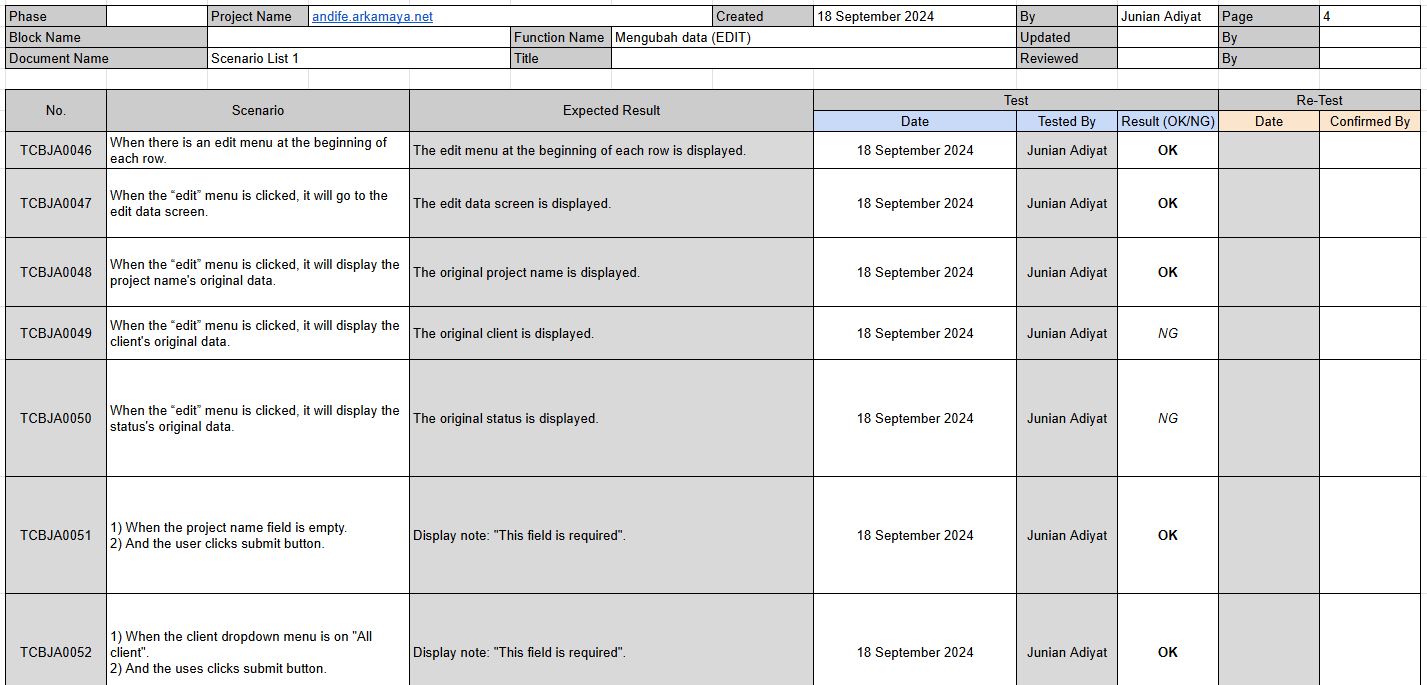 Phase Project Name andife.arkamaya.net Created 18 September 2024 By Junian Adiyat Page 4
Block Name Function Name Mengubah data (EDIT) Updated By
Document Name Scenario List 1 Title Reviewed By
No. Scenario Expected Result Test Re-Test
Date Tested By Result (OK/NG) Date Confirmed By
TCBJA0046 When there is an edit menu at the beginning of
each row. The edit menu at the beginning of each row is displayed. 18 September 2024 Junian Adiyat OK
TCBJA0047 When the “edit” menu is clicked, it will go to the
edit data screen. The edit data screen is displayed. 18 September 2024 Junian Adiyat OK
TCBJA0048 When the “edit” menu is clicked, it will display the
project name's original data. The original project name is displayed. 18 September 2024 Junian Adiyat OK
TCBJA0049 When the “edit” menu is clicked, it will display the
client's original data. The original client is displayed. 18 September 2024 Junian Adiyat NG
TCBJA0050 When the “edit” menu is clicked, it will display the
status's original data. The original status is displayed. 18 September 2024 Junian Adiyat NG
TCBJA0051 1) When the project name field is empty.
2) And the user clicks submit button. Display note: "This field is required". 18 September 2024 Junian Adiyat OK
TCBJA0052 1) When the client dropdown menu is on "All
client".
2) And the uses clicks submit button. Display note: "This field is required". 18 September 2024 Junian Adiyat OK